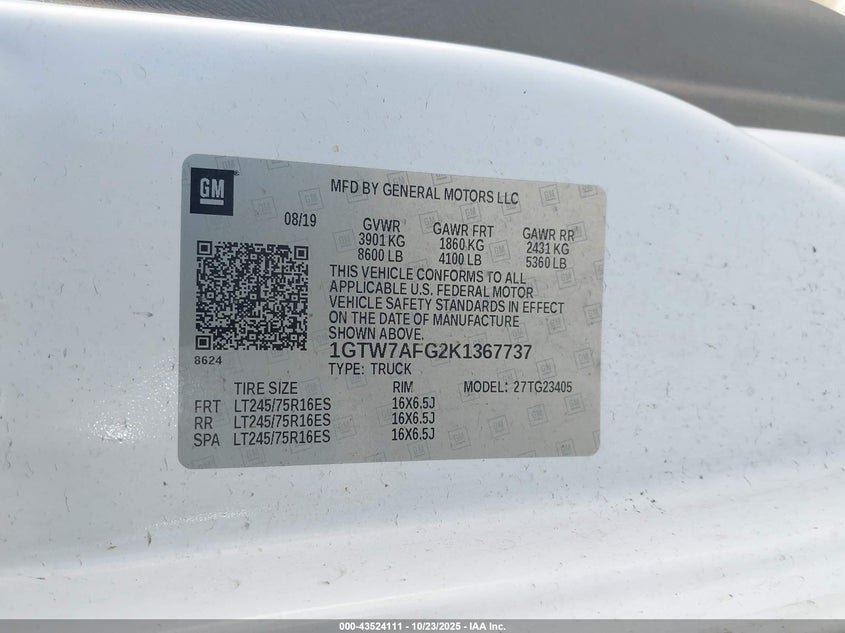 GM
MFD BY GENERAL MOTORS LLC
08/19
GVWR GAWR FRT GAWR RR
3901 KG 1860 KG 2431 KG
8600 LB 4100 LB 5360 LB
THIS VEHICLE CONFORMS TO ALL
APPLICABLE U.S. FEDERAL MOTOR
VEHICLE SAFETY STANDARDS IN EFFECT
ON THE DATE OF MANUFACTURE
SHOWN ABOVE.
8624
1GTW7AFG2K1367737
TYPE: TRUCK
TIRE SIZE RIM MODEL: 27TG23405
FRT LT245/75R16ES 16X6.5J
RR LT245/75R16ES 16X6.5J
SPA LT245/75R16ES 16X6.5J
000-43524111 - 10/23/2025 - IAA Inc.